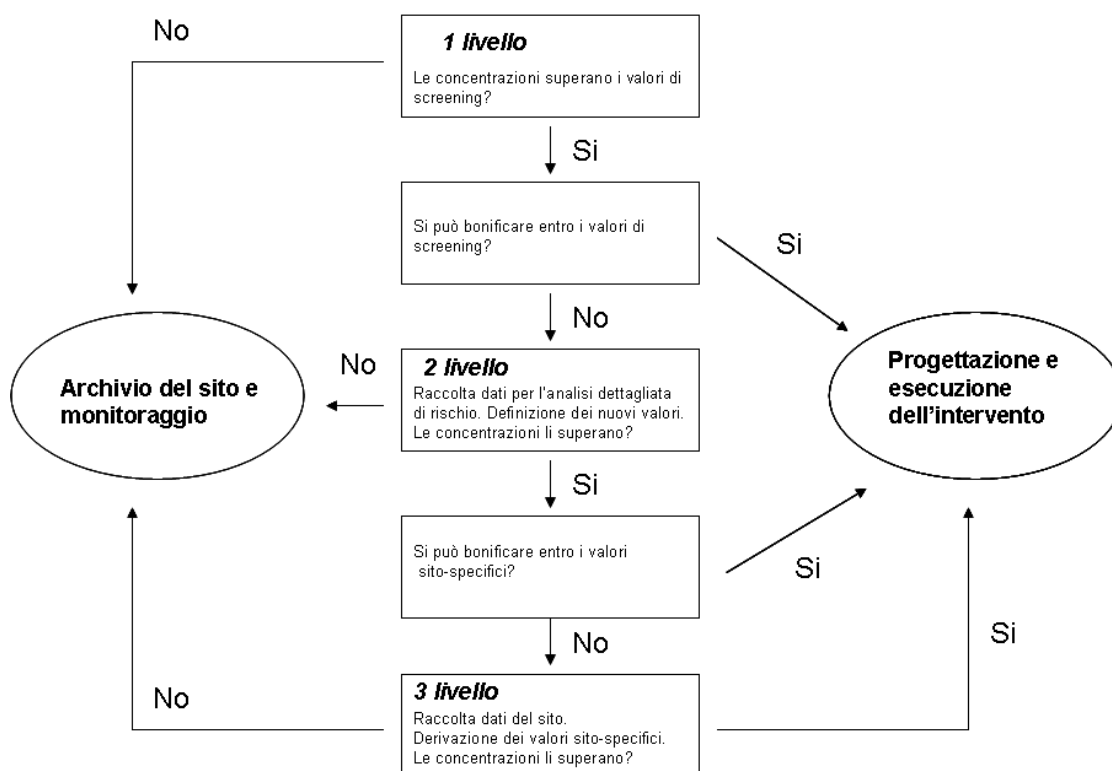 No
1 livello
Le concentrazioni superano i valori di
screening?
Si
Si può bonificare entro i valori di
screening?
Si
No
Archivio del sito e
monitoraggio
No
2 livello
Raccolta dati per l'analisi dettagliata
di rischio. Definizione dei nuovi valori.
Le concentrazioni li superano?
Progettazione e
esecuzione
dell'intervento
Si
Si può bonificare entro i valori
sito-specifici?
Si
No
Si
No
3 livello
Raccolta dati del sito.
Derivazione dei valori sito-specifici.
Le concentrazioni li superano?